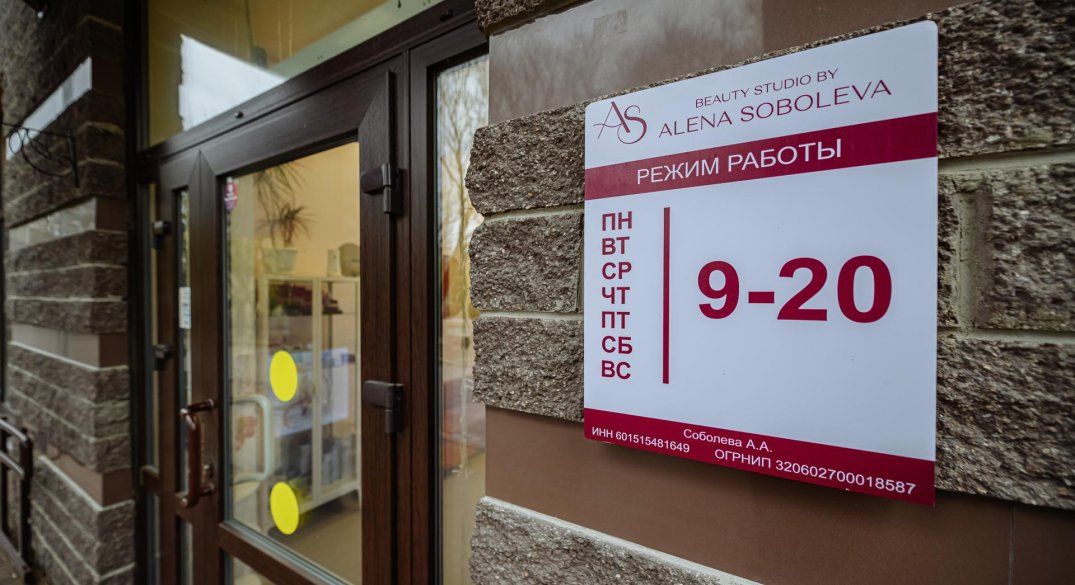 AS
BEAUTY STUDIO BY
ALENA SOBOLEVA
РЕЖИМ РАБОТЫ
ПН
ВТ
СР
ЧТ
ПТ
СБ
ВС
9-20
Соболева А.А.
ИНН 601515481649
ОГРНИП 320602700018587